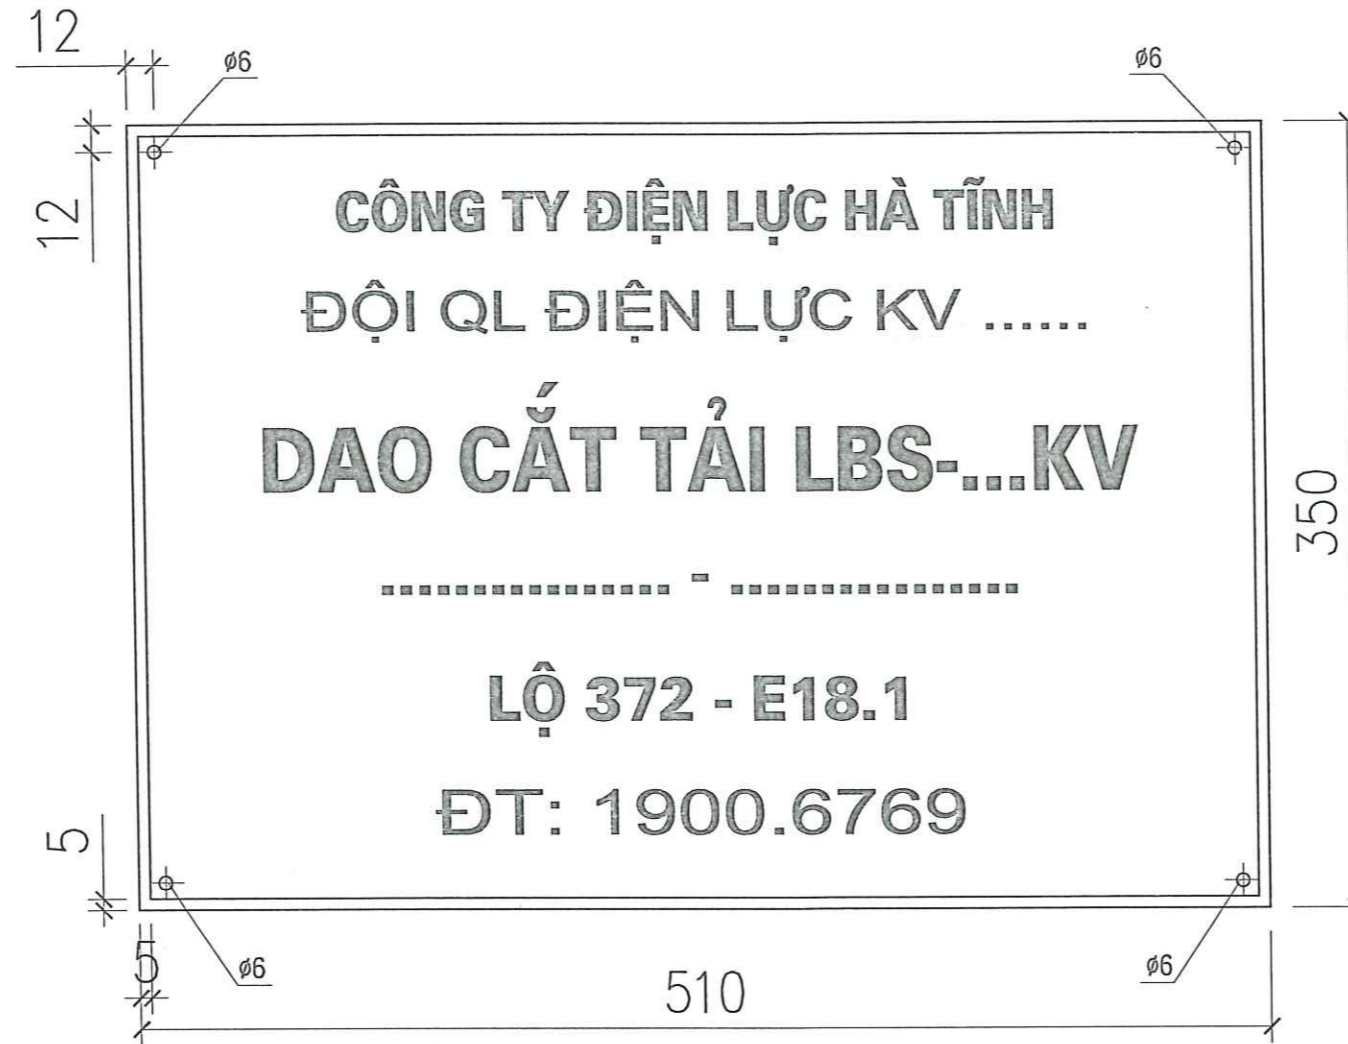 12
ø6
ø6
12
CÔNG TY ĐIỆN LỰC HÀ TĨNH
ĐỘI QL ĐIỆN LỰC KV ......
DAO CẮT TẢI LBS-...KV
................ - ................
350
LỘ 372 - E18.1
ĐT: 1900.6769
5
5
ø6
510
ø6